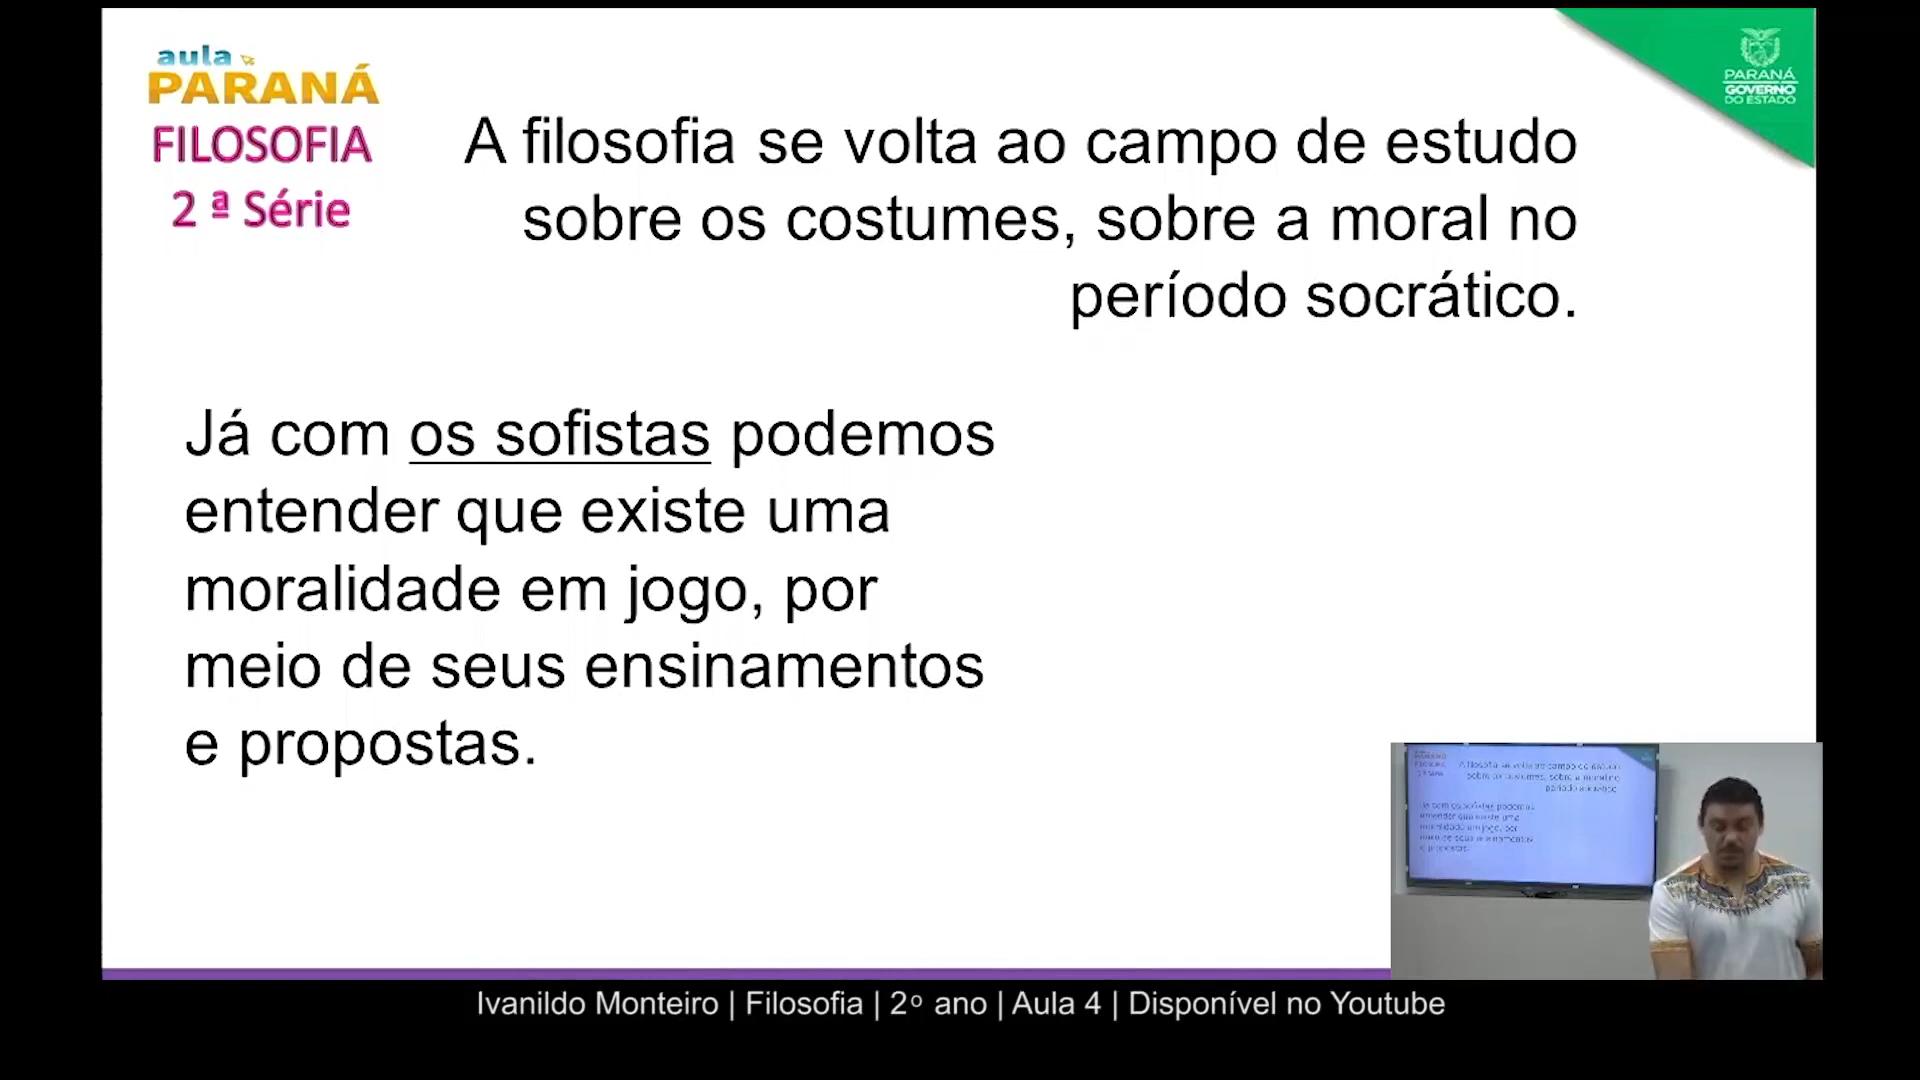 aula
PARANÁ
FILOSOFIA
2 ª Série
PARANÁ
GOVERNO
DO ESTADO
A filosofia se volta ao campo de estudo
sobre os costumes, sobre a moral no
período socrático.
Já com os sofistas podemos
entender que existe uma
moralidade em jogo, por
meio de seus ensinamentos
e propostas.
Ivanildo Monteiro | Filosofia | 2º ano | Aula 4 | Disponível no Youtube